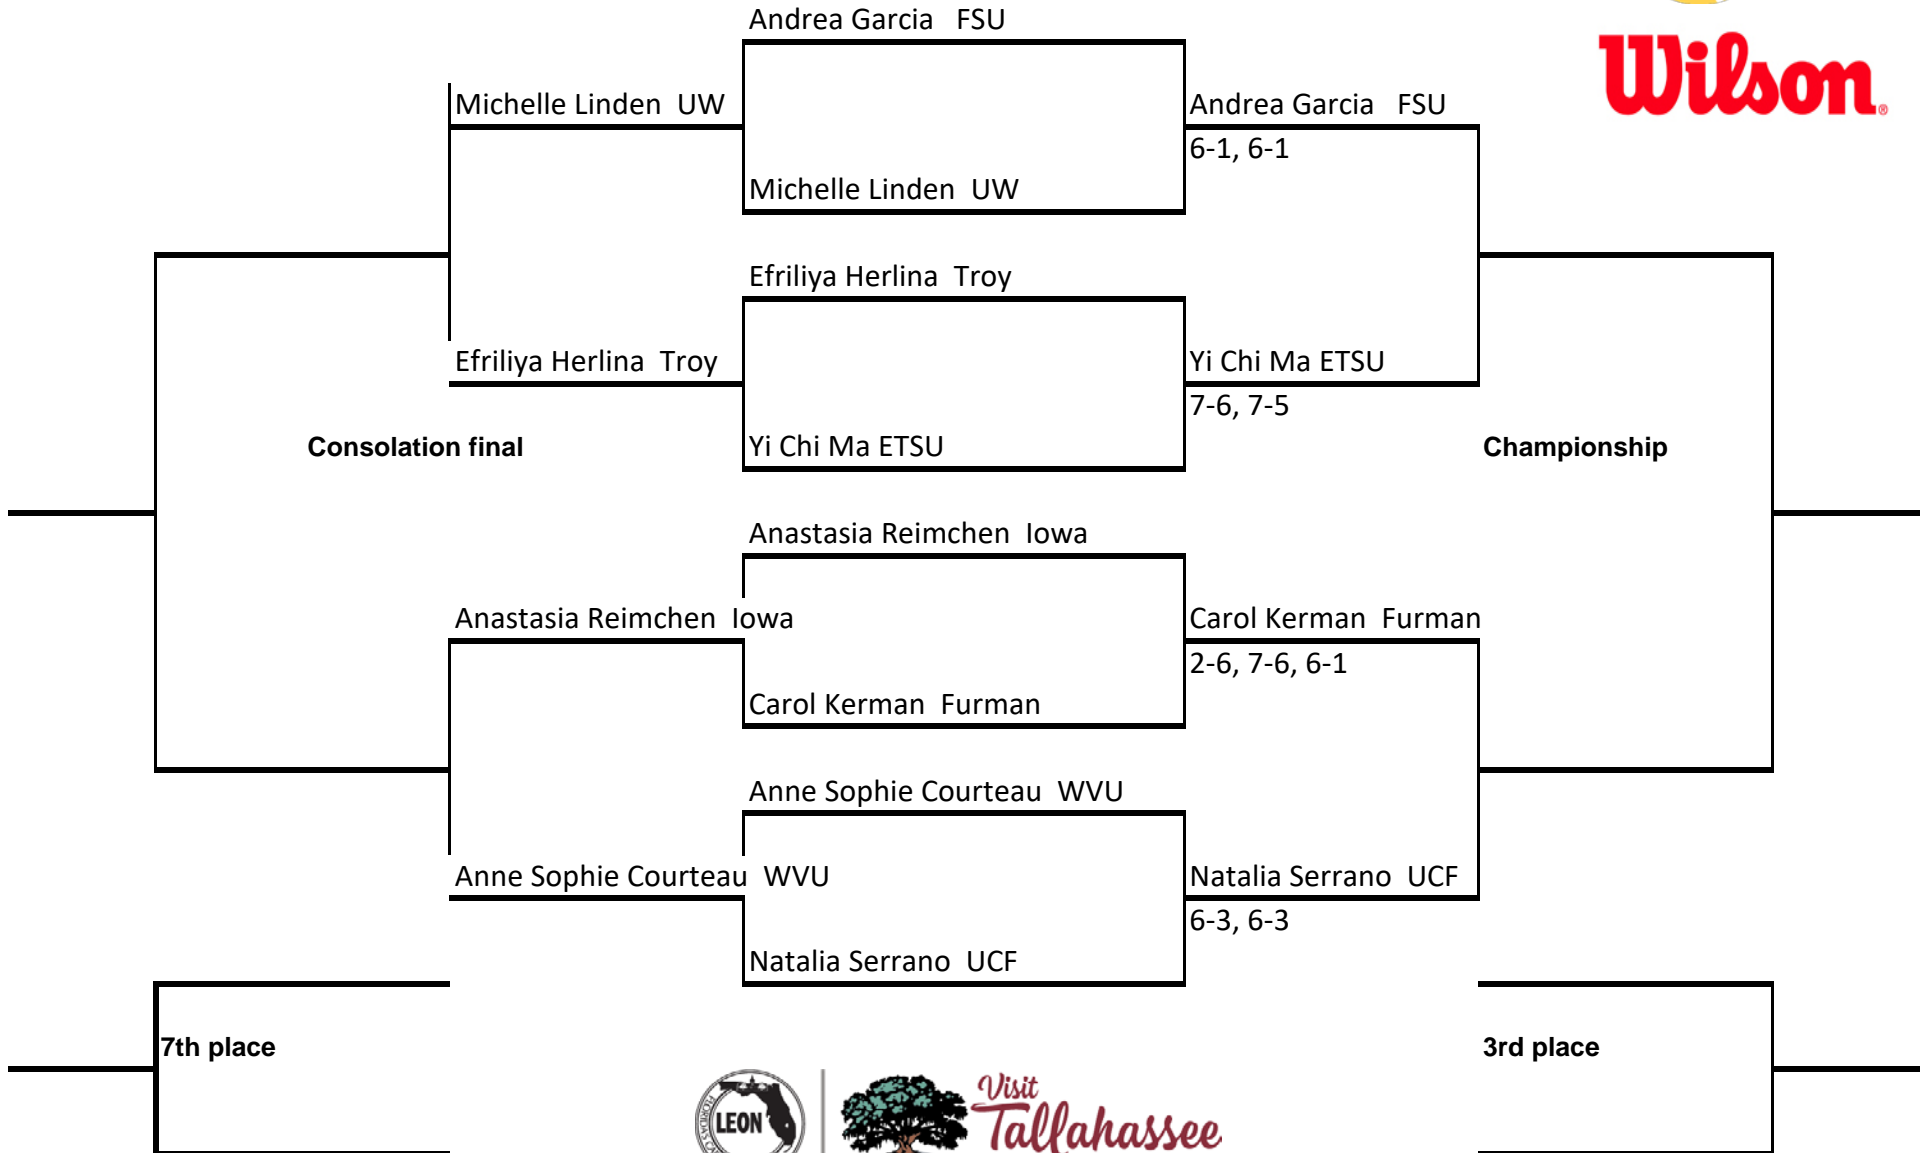 Andrea Garcia   FSU
Wilson
Michelle Linden  UW
Andrea Garcia   FSU
6-1, 6-1
Michelle Linden  UW
Efriliya Herlina  Troy
Efriliya Herlina  Troy
Yi Chi Ma ETSU
7-6, 7-5
Consolation final
Yi Chi Ma ETSU
Championship
Anastasia Reimchen  Iowa
Anastasia Reimchen  Iowa
Carol Kerman  Furman
2-6, 7-6, 6-1
Carol Kerman  Furman
Anne Sophie Courteau  WVU
Anne Sophie Courteau  WVU
Natalia Serrano  UCF
6-3, 6-3
Natalia Serrano  UCF
7th place
3rd place
LEON
Visit
Tallahassee